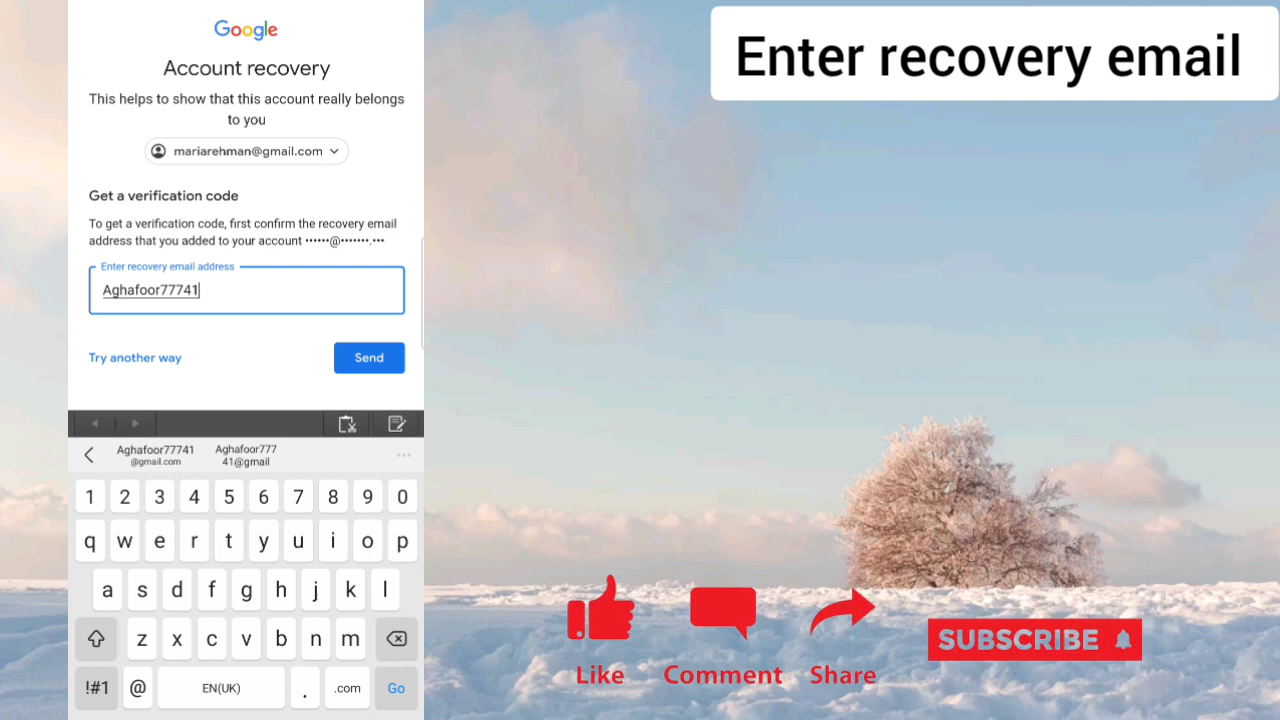 Google
Account recovery
This helps to show that this account really belongs
to you
mariarehman@gmail.com
Get a verification code
To get a verification code, first confirm the recovery email
address that you added to your account ••••••@•••••••.•••
Enter recovery email address
Aghafoor77741
Try another way
Send
Aghafoor77741
@gmail.com
Aghafoor777
41@gmail
1 2 3 4 5 6 7 8 9 0
q w e r t y u i o p
a s d f g h j k l
z x c v b n m
!#1 @ EN(UK) . .com Go
Enter recovery email
Like Comment Share
SUBSCRIBE